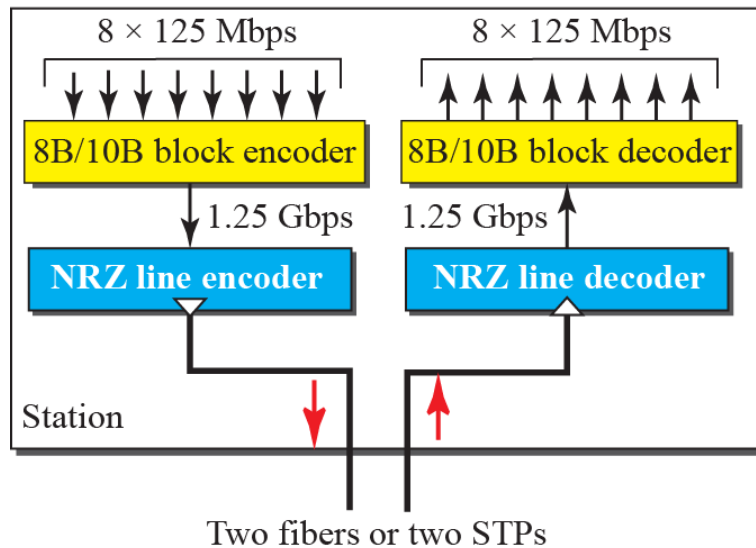 8 × 125 Mbps
8 × 125 Mbps
8B/10B block encoder
8B/10B block decoder
1.25 Gbps
1.25 Gbps
NRZ line encoder
NRZ line decoder
Station
Two fibers or two STPs